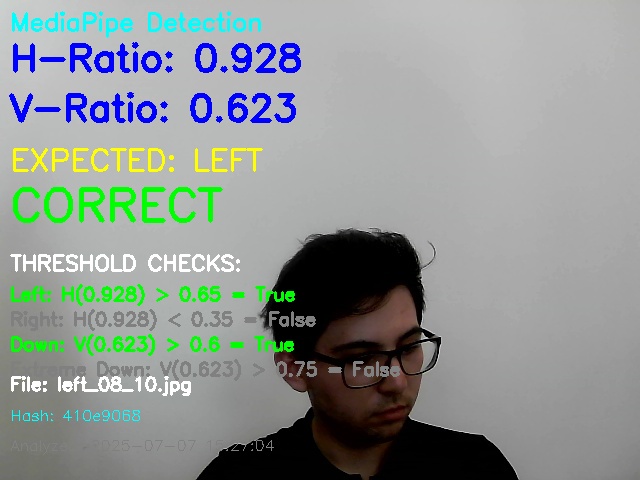 MediaPipe Detection
H-Ratio: 0.928
V-Ratio: 0.623
EXPECTED: LEFT
CORRECT
THRESHOLD CHECKS:
Left: H(0.928) > 0.65 = True
Right: H(0.928) < 0.35 = False
Down: V(0.623) > 0.6 = True
Extreme Down: V(0.623) > 0.75 = False
File: left_08_10.jpg
Hash: 410e9068
2025-07-07 15:27:04